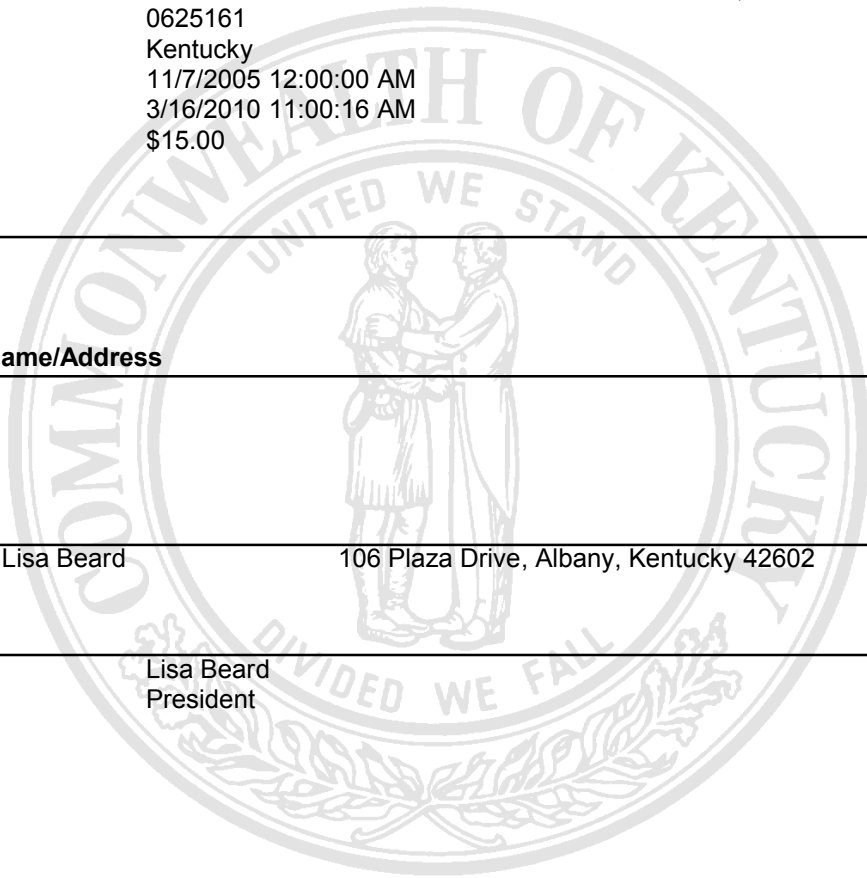 0625161
Kentucky
11/7/2005 12:00:00 AM
3/16/2010 11:00:16 AM
$15.00
COMMONWEALTH OF KENTUCKY
UNITED WE STAND
ame/Address
Lisa Beard 106 Plaza Drive, Albany, Kentucky 42602
DIVIDED WE FALL
Lisa Beard
President